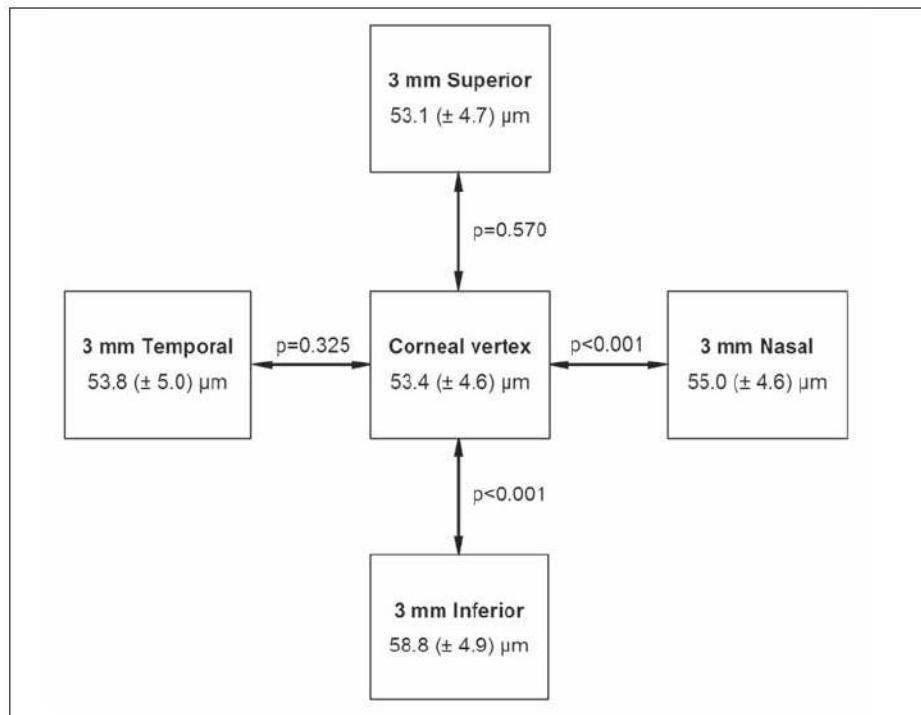 3 mm Superior
53.1 (± 4.7) µm
p=0.570
3 mm Temporal
53.8 (± 5.0) µm
p=0.325
Corneal vertex
53.4 (± 4.6) µm
p<0.001
3 mm Nasal
55.0 (± 4.6) µm
p<0.001
3 mm Inferior
58.8 (± 4.9) µm